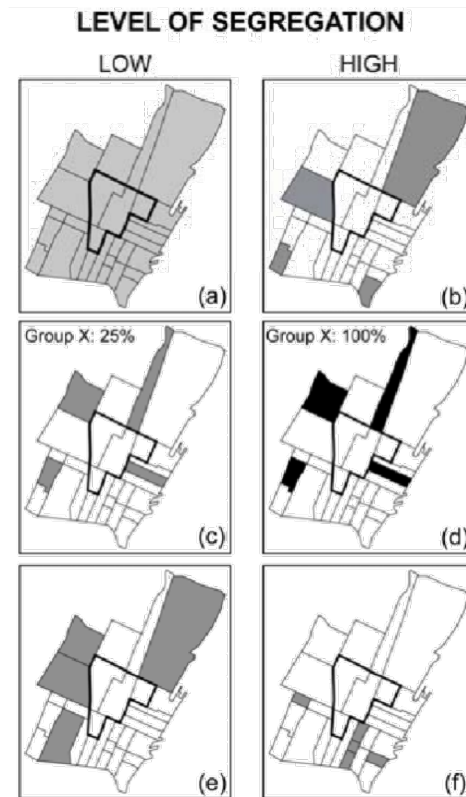 LEVEL OF SEGREGATION
LOW HIGH
(a) (b)
Group X: 25% Group X: 100%
(c) (d)
(e) (f)